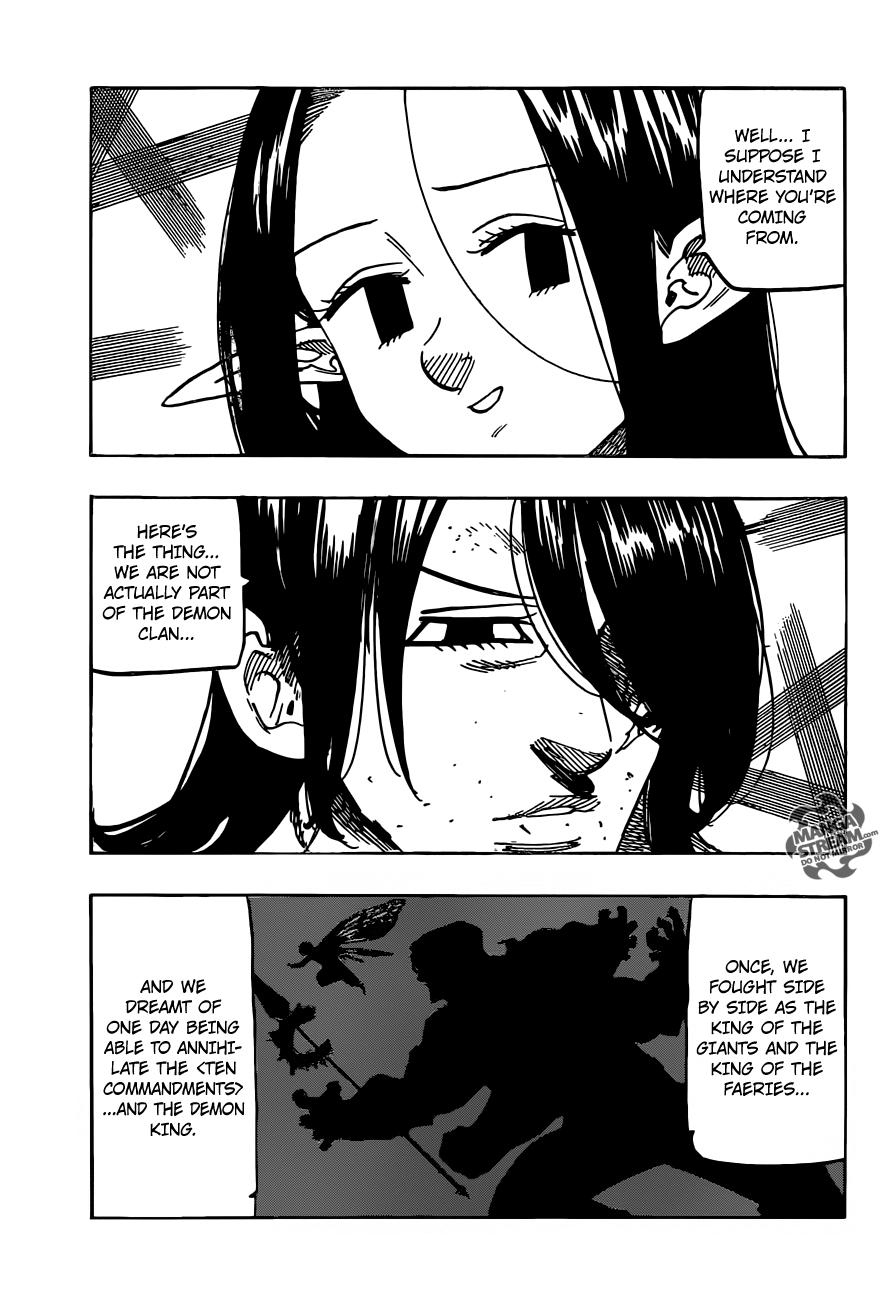 WELL... I
SUPPOSE I
UNDERSTAND
WHERE YOU'RE
COMING
FROM.
HERE'S
THE THING...
WE ARE NOT
ACTUALLY PART
OF THE DEMON
CLAN...
MANGA
STREAM.com
DO NOT MIRROR
ONCE, WE
FOUGHT SIDE
BY SIDE AS THE
KING OF THE
GIANTS AND THE
KING OF THE
FAERIES...
AND WE
DREAMT OF
ONE DAY BEING
ABLE TO ANNIHI-
LATE THE <TEN
COMMANDMENTS>
...AND THE DEMON
KING.